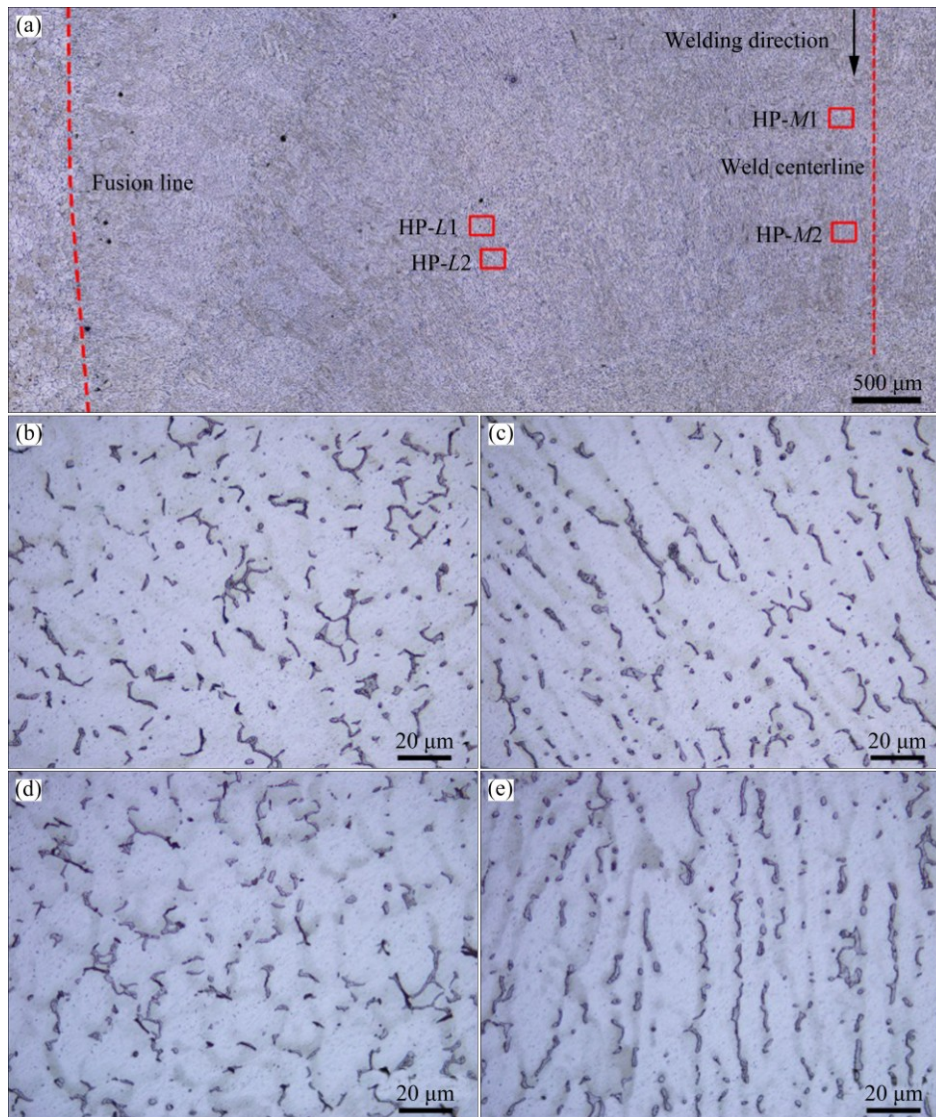 (a)
Welding direction
HP-M1
Fusion line
Weld centerline
HP-L1
HP-M2
HP-L2
500 μm
(b)
(c)
20 μm
20 μm
(d)
(e)
20 μm
20 μm